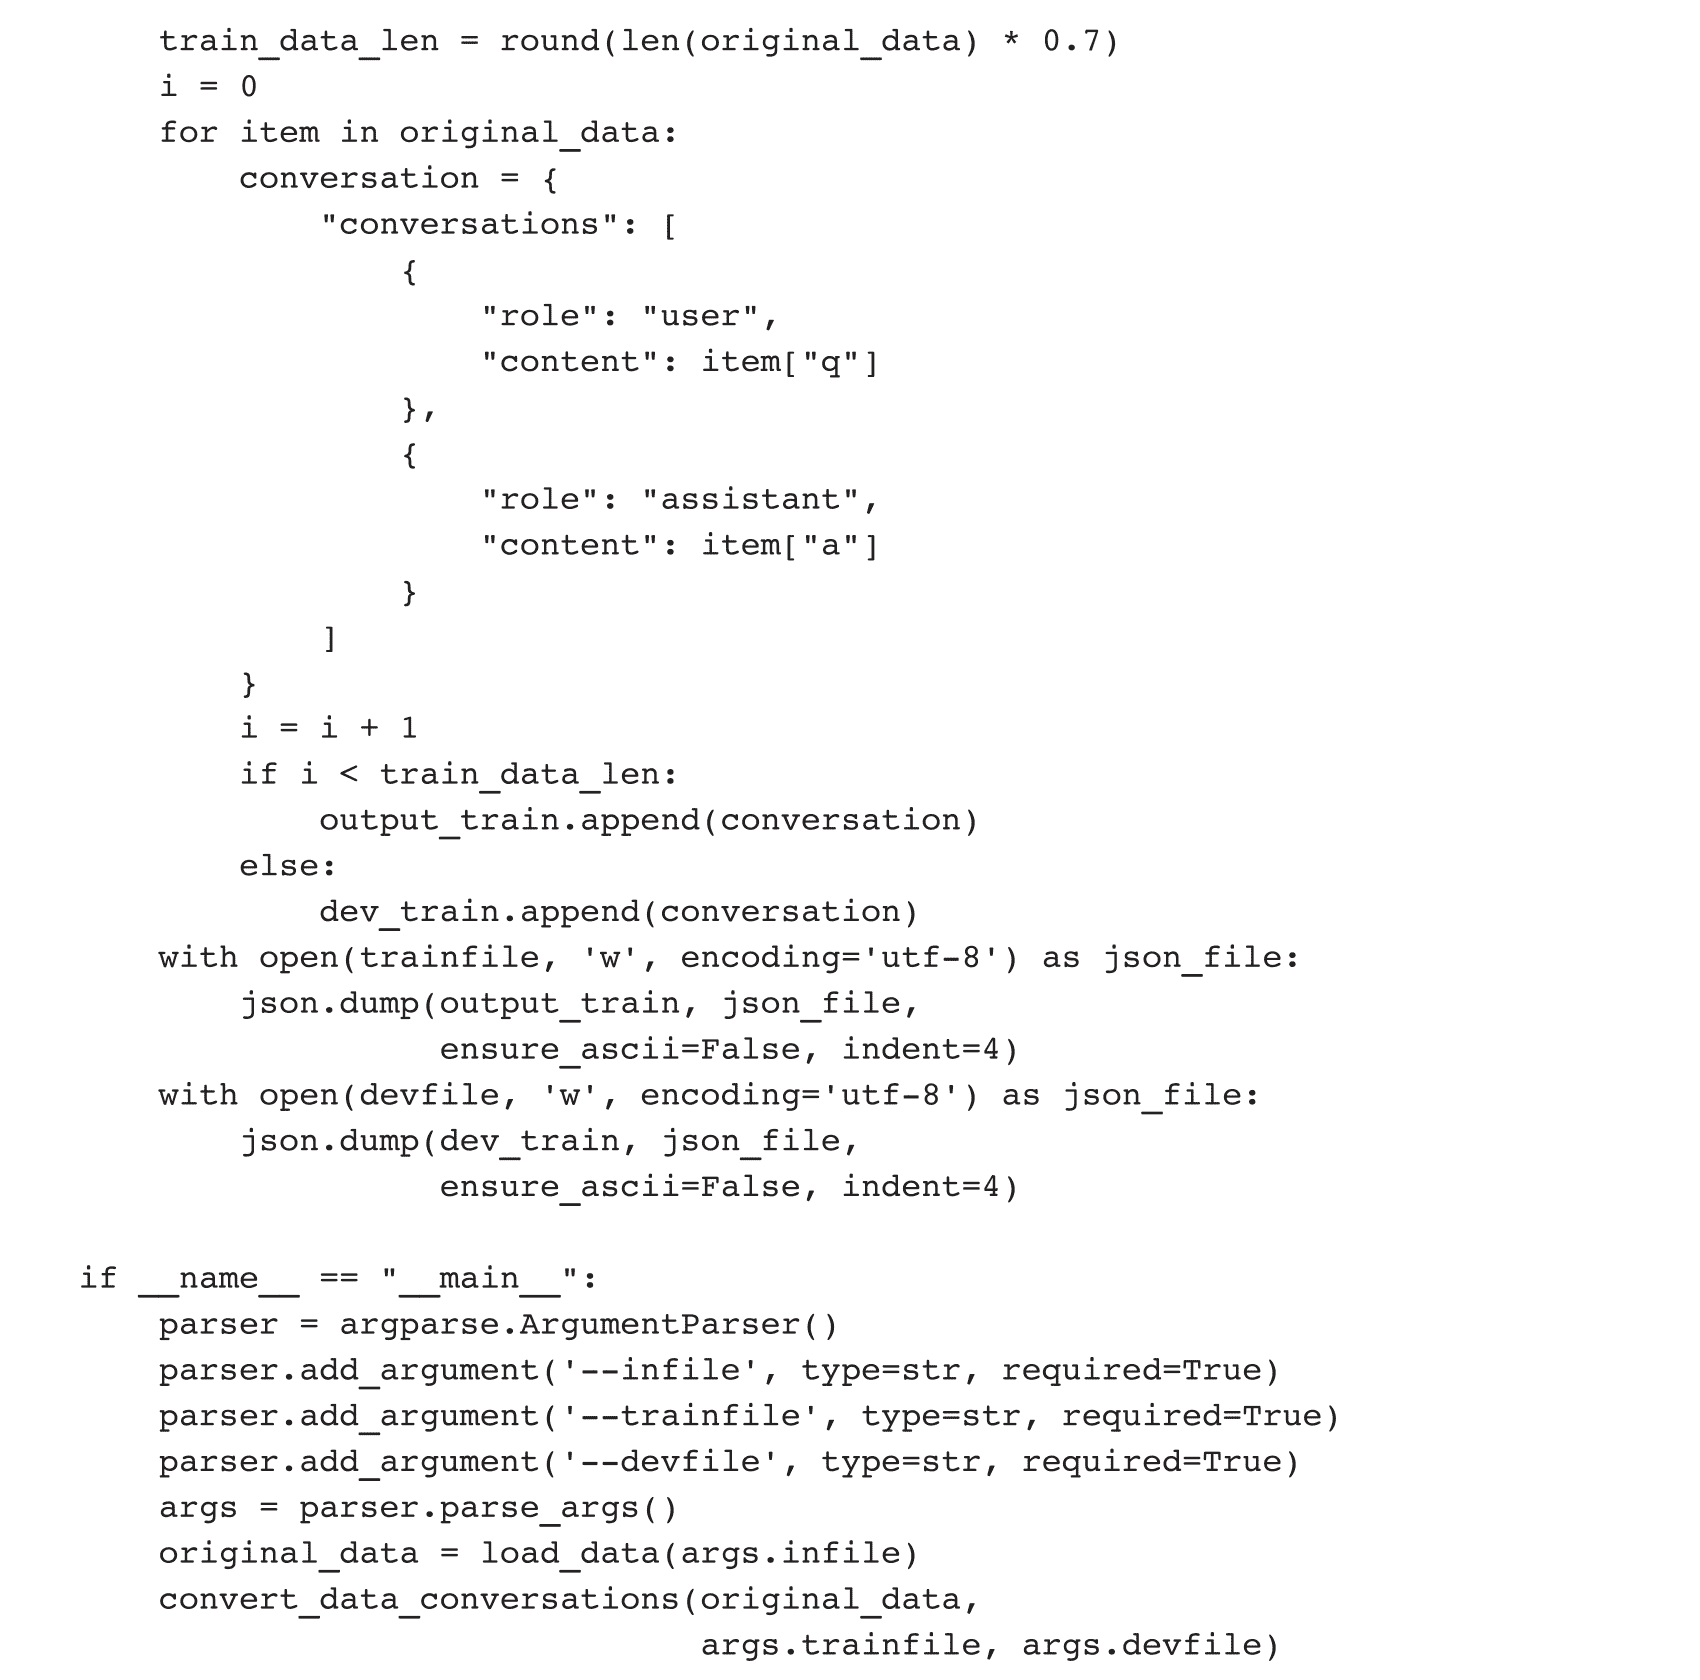 train_data_len = round(len(original_data) * 0.7)
i = 0
for item in original_data:
    conversation = {
        "conversations": [
            {
                "role": "user",
                "content": item["q"]
            },
            {
                "role": "assistant",
                "content": item["a"]
            }
        ]
    }
    i = i + 1
    if i < train_data_len:
        output_train.append(conversation)
    else:
        dev_train.append(conversation)
with open(trainfile, 'w', encoding='utf-8') as json_file:
    json.dump(output_train, json_file,
              ensure_ascii=False, indent=4)
with open(devfile, 'w', encoding='utf-8') as json_file:
    json.dump(dev_train, json_file,
              ensure_ascii=False, indent=4)

if __name__ == "__main__":
    parser = argparse.ArgumentParser()
    parser.add_argument('--infile', type=str, required=True)
    parser.add_argument('--trainfile', type=str, required=True)
    parser.add_argument('--devfile', type=str, required=True)
    args = parser.parse_args()
    original_data = load_data(args.infile)
    convert_data_conversations(original_data,
                               args.trainfile, args.devfile)